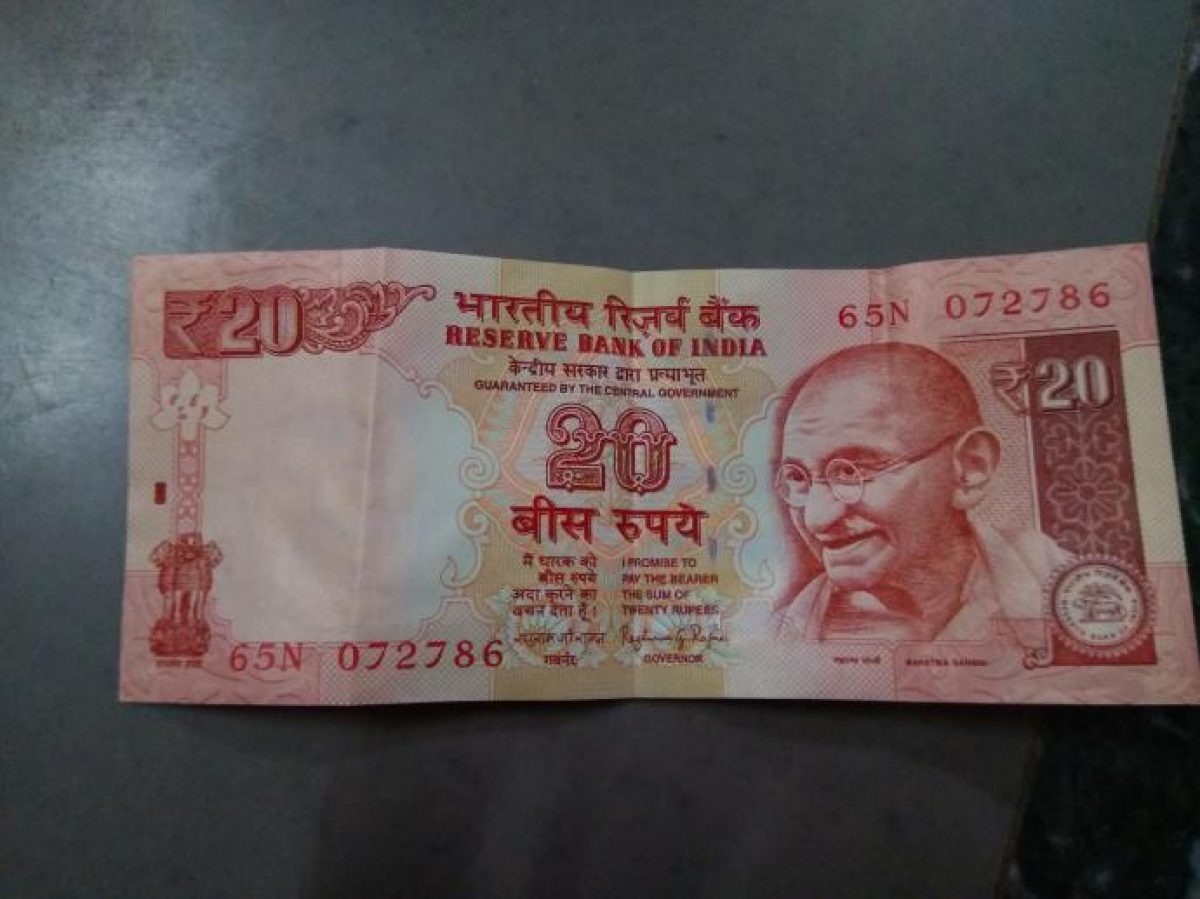 ₹20
भारतीय रिज़र्व बैंक
65N 072786
RESERVE BANK OF INDIA
केन्द्रीय सरकार द्वारा प्रत्याभूत
GUARANTEED BY THE CENTRAL GOVERNMENT
₹20
20
बीस रुपये
मैं धारक को
बीस रुपये
अदा करने का
वचन देता हूँ।
I PROMISE TO
PAY THE BEARER
THE SUM OF
TWENTY RUPEES
गवर्नर
GOVERNOR
65N 072786
महात्मा गांधी
MAHATMA GANDHI